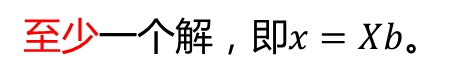 至少一个解，即x = Xb。